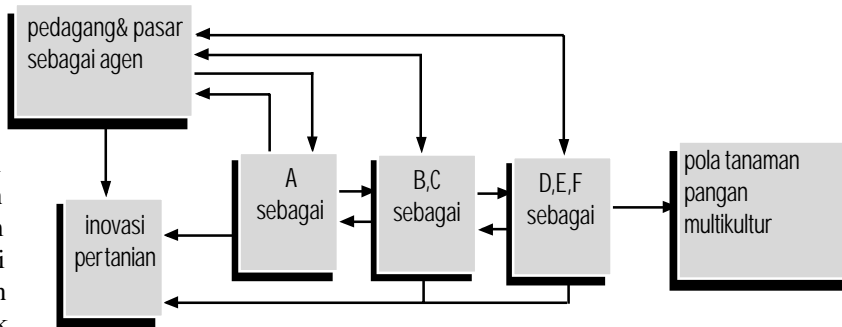 pedagang& pasar
sebagai agen
A
sebagai
B,C
sebagai
D,E,F
sebagai
pola tanaman
pangan
multikultur
inovasi
pertanian